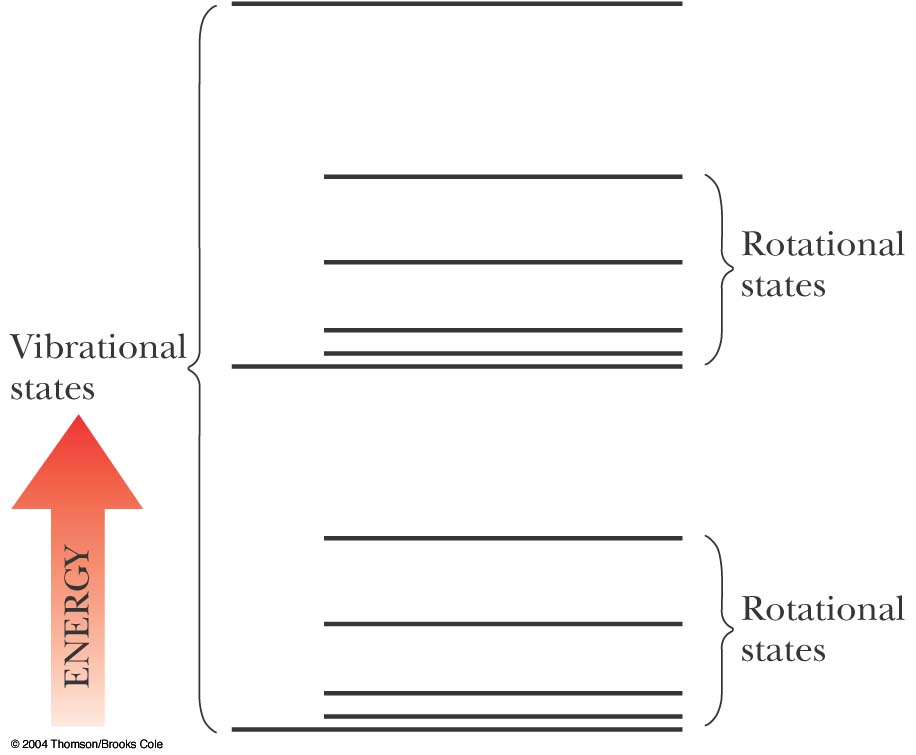 Rotational
states
Vibrational
states
ENERGY
Rotational
states
© 2004 Thomson/Brooks Cole